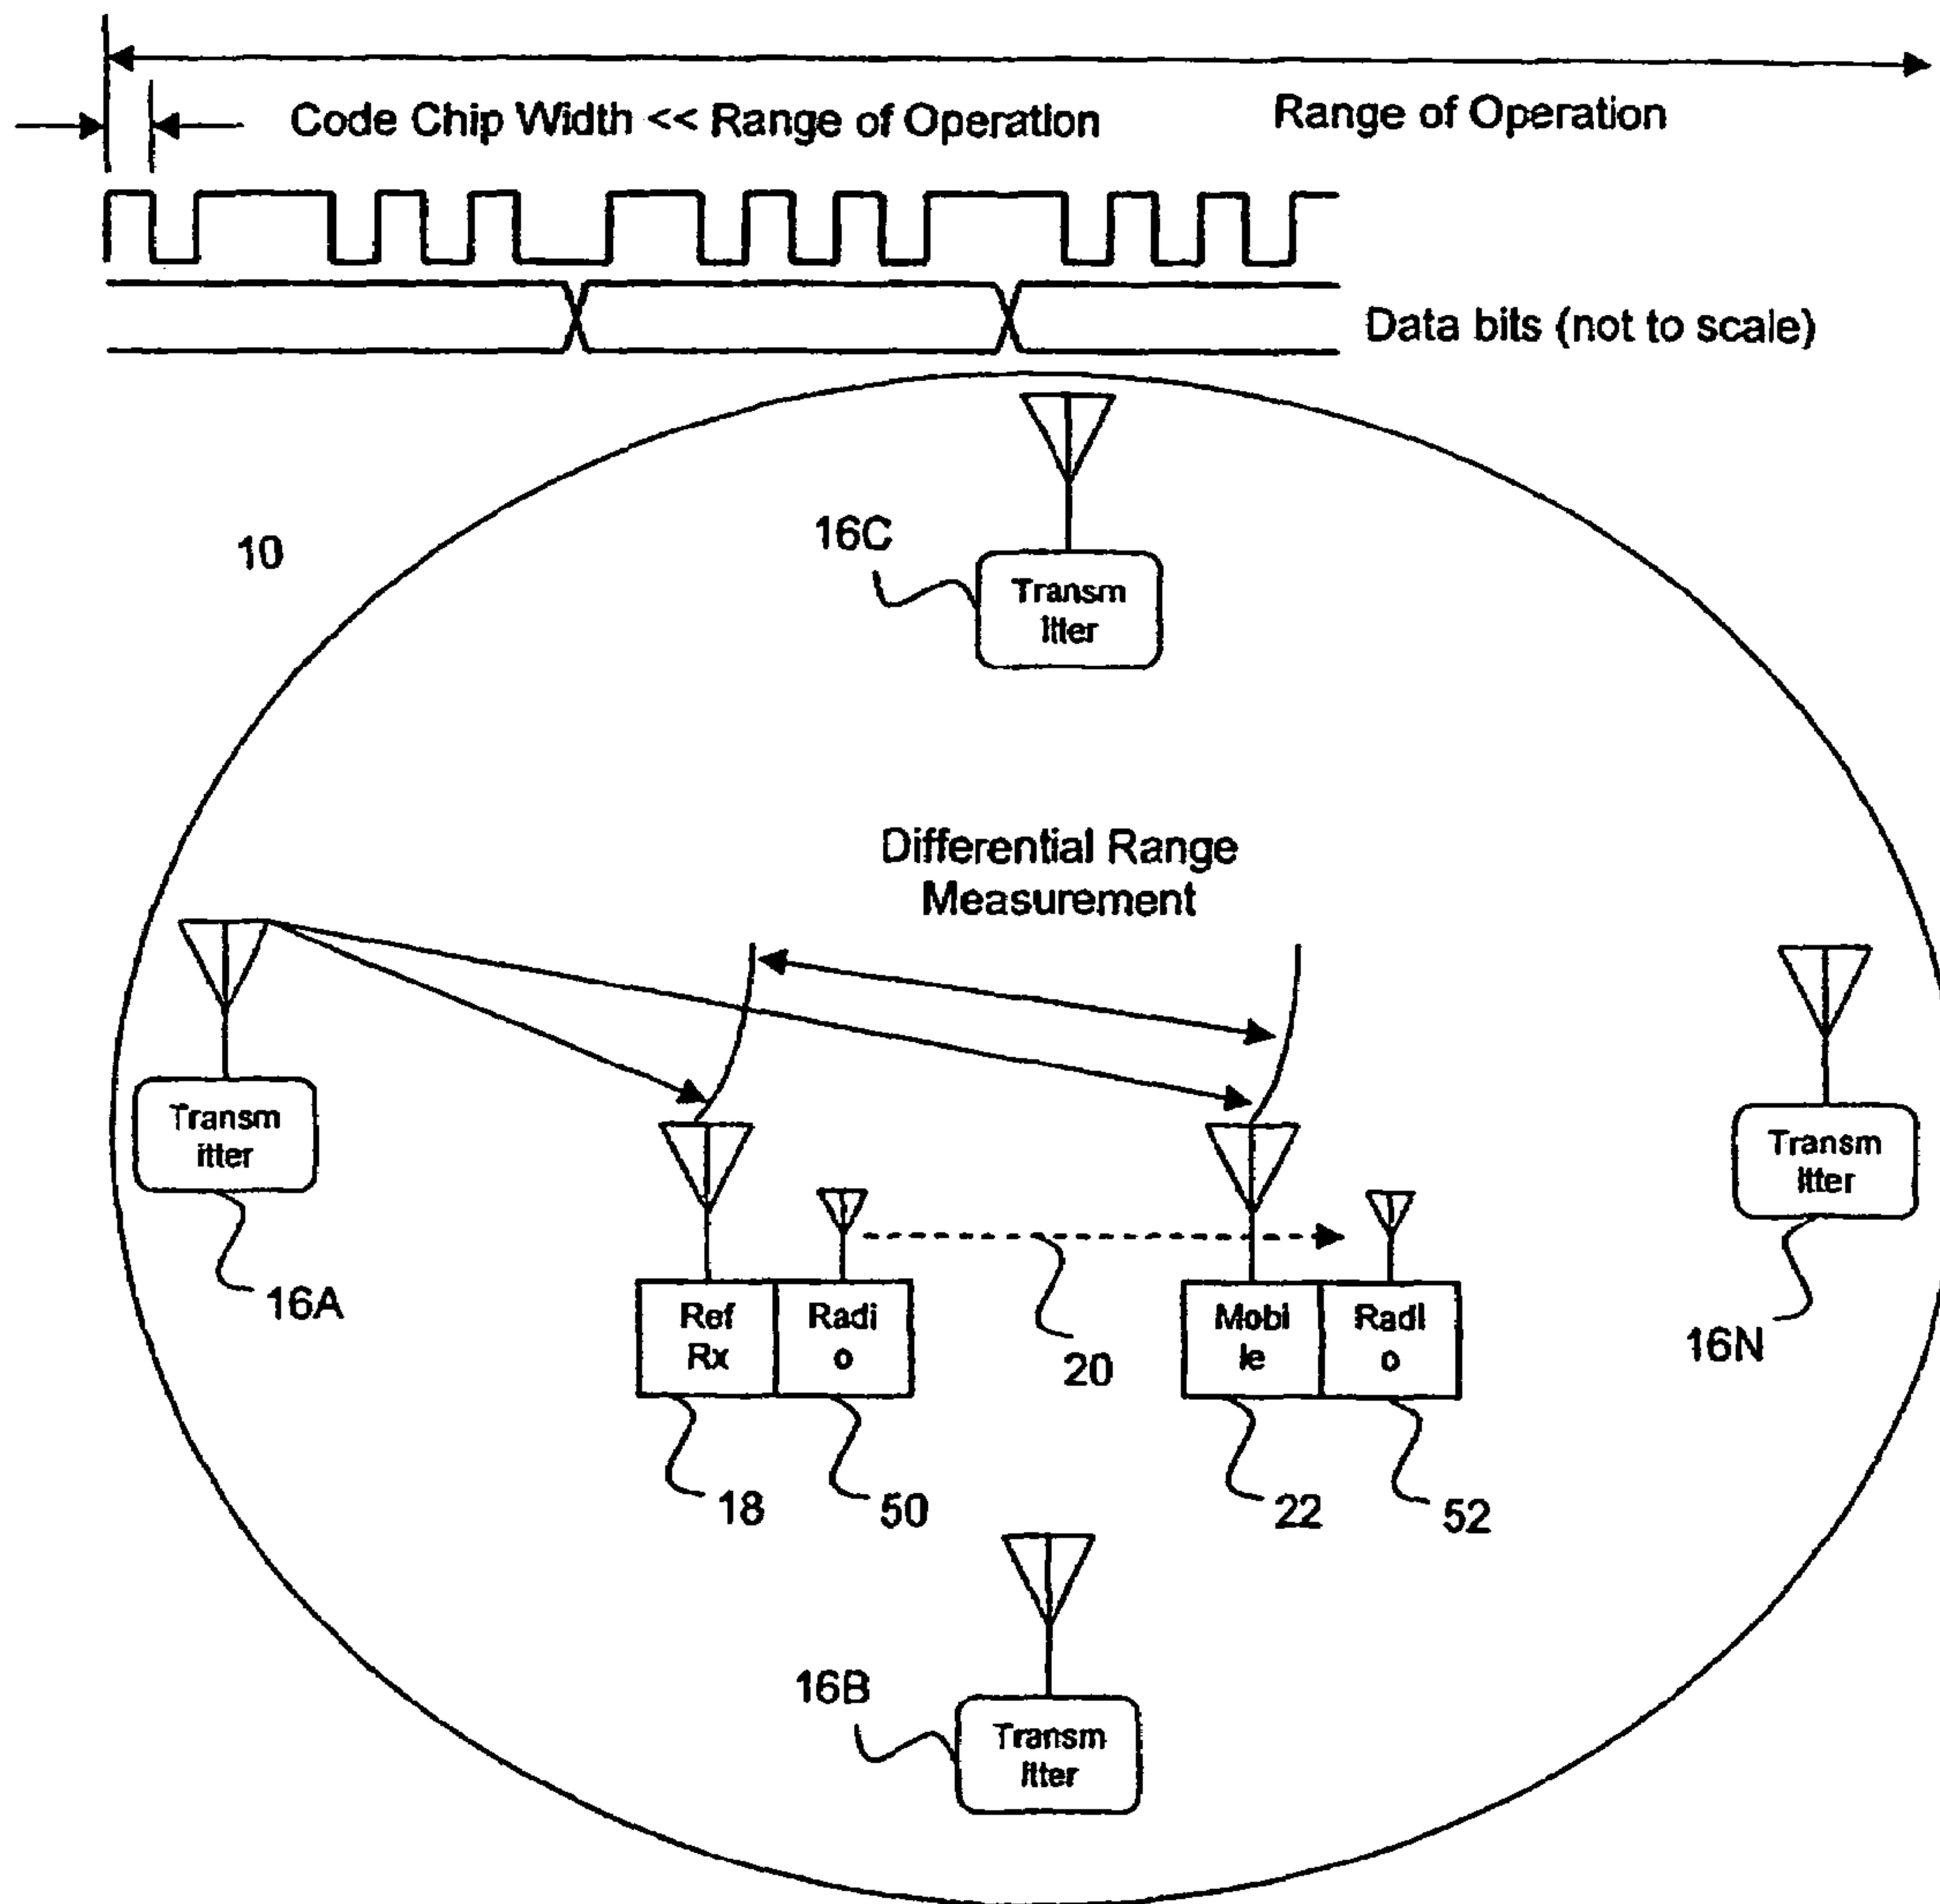 Range of Operation
Code Chip Width << Range of Operation
Data bits (not to scale)
10
16C
Transm
itter
Differential Range
Measurement
Transm
itter
16A
Transm
itter
16N
Ref
Rx
Radi
o
20
Mobi
le
Radi
o
18
50
22
52
16B
Transm
itter